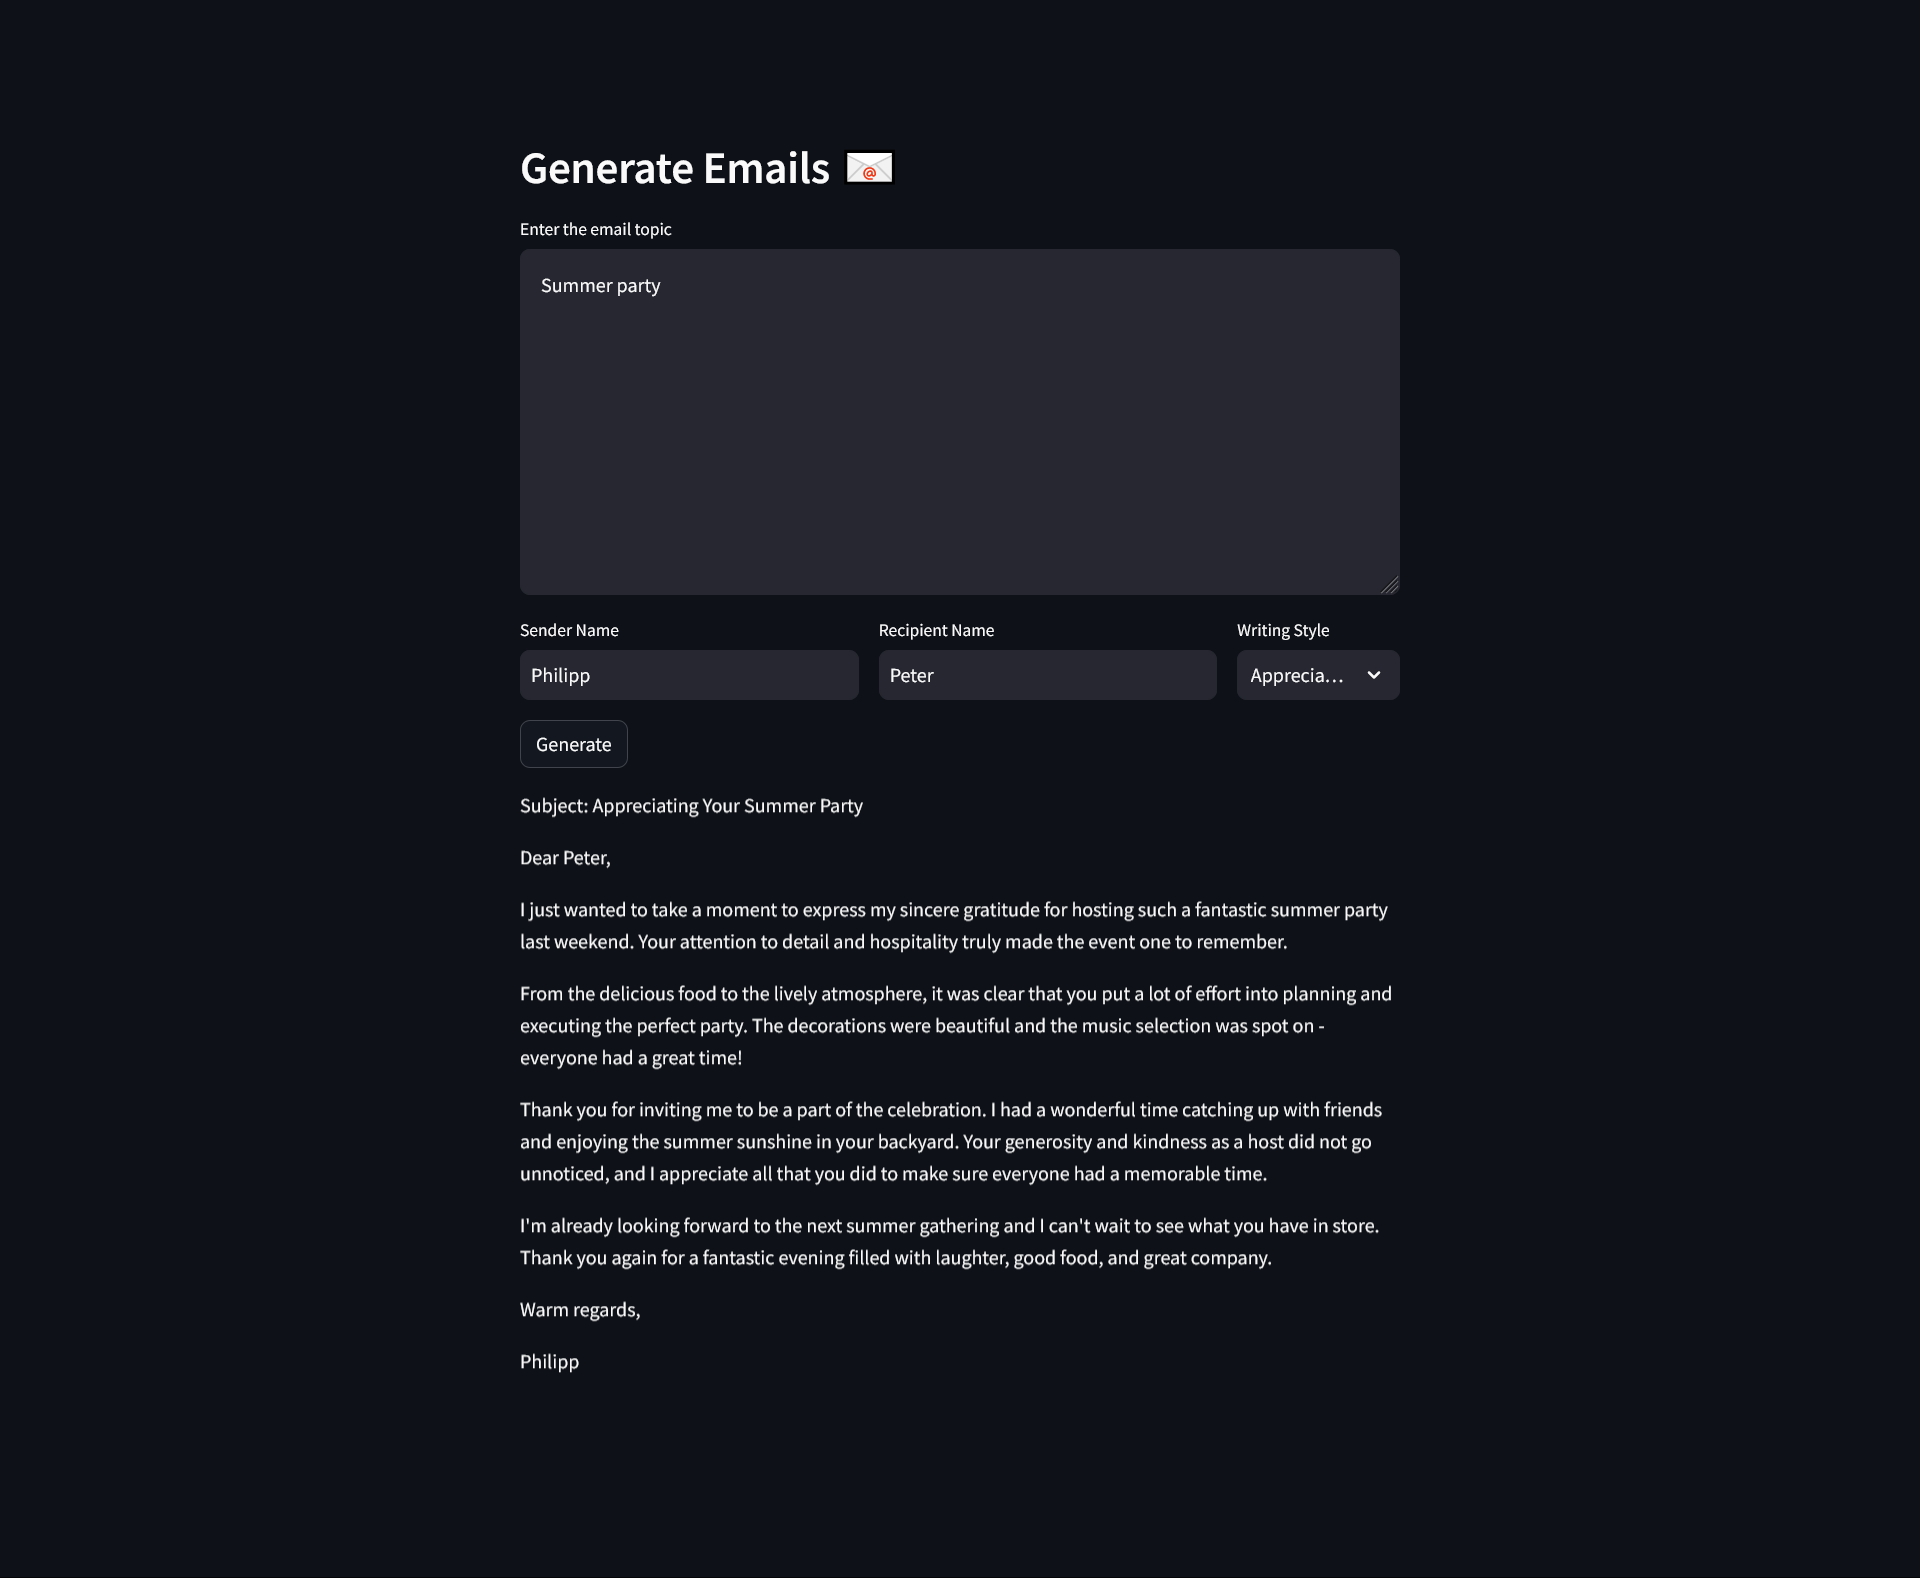 Generate Emails
Enter the email topic
Summer party
Sender Name
Recipient Name
Writing Style
Philipp
Peter
Apprecia...
Generate
Subject: Appreciating Your Summer Party
Dear Peter,
I just wanted to take a moment to express my sincere gratitude for hosting such a fantastic summer party
last weekend. Your attention to detail and hospitality truly made the event one to remember.
From the delicious food to the lively atmosphere, it was clear that you put a lot of effort into planning and
executing the perfect party. The decorations were beautiful and the music selection was spot on -
everyone had a great time!
Thank you for inviting me to be a part of the celebration. I had a wonderful time catching up with friends
and enjoying the summer sunshine in your backyard. Your generosity and kindness as a host did not go
unnoticed, and I appreciate all that you did to make sure everyone had a memorable time.
I'm already looking forward to the next summer gathering and I can't wait to see what you have in store.
Thank you again for a fantastic evening filled with laughter, good food, and great company.
Warm regards,
Philipp